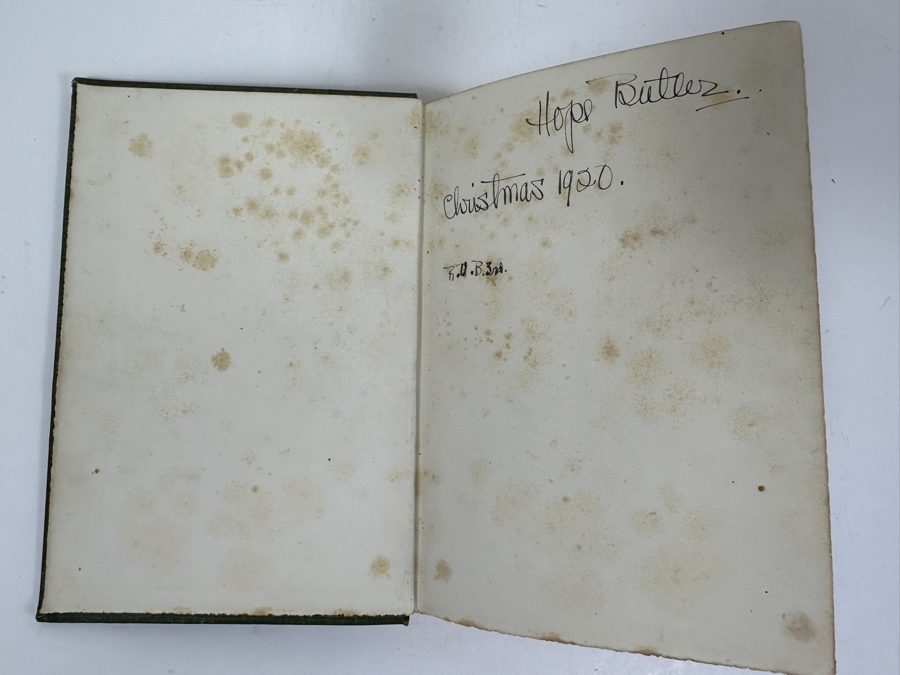 Hope Butler.
Christmas 1920.